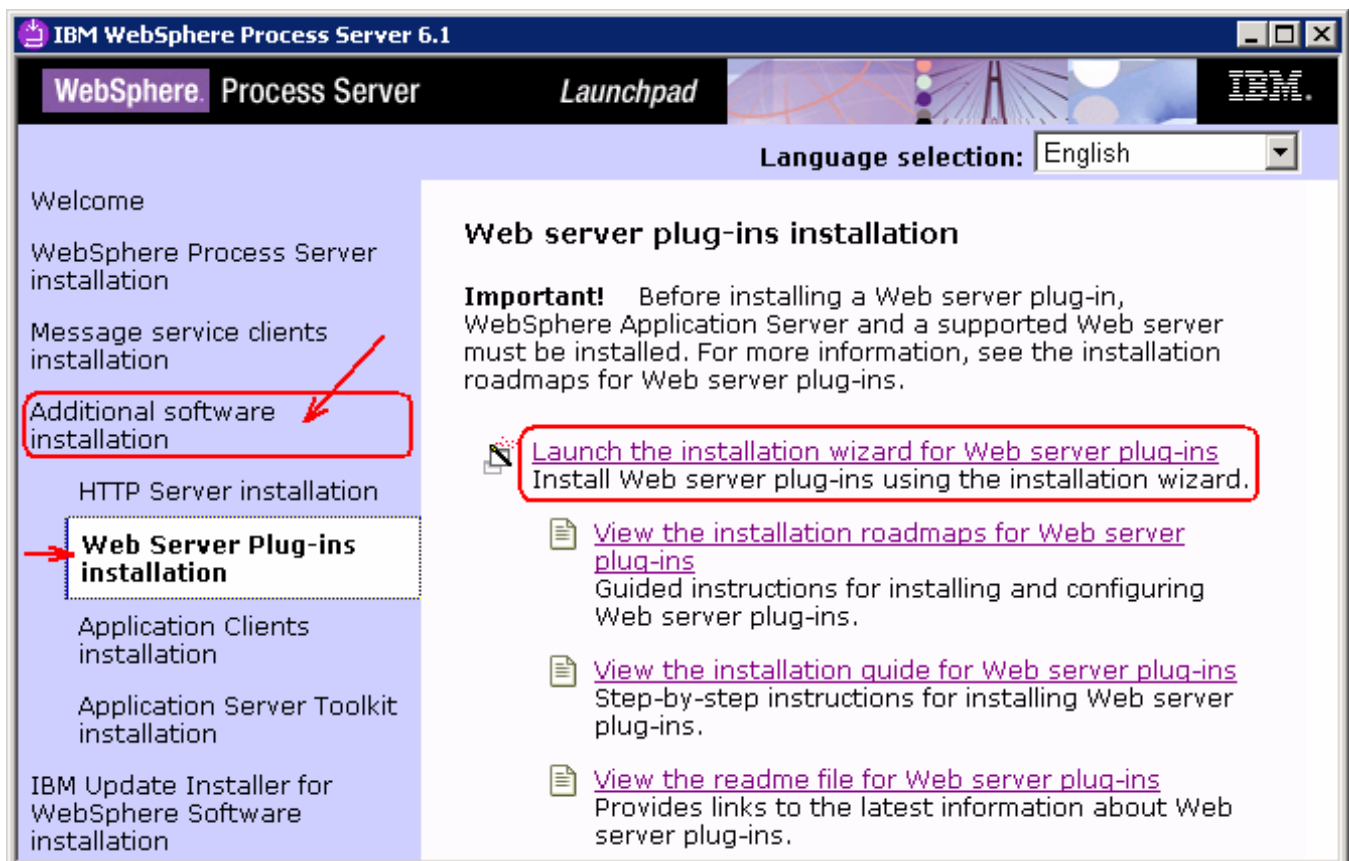 IBM WebSphere Process Server 6.1
WebSphere. Process Server
Launchpad
IBM.
Language selection: English
Welcome
WebSphere Process Server
installation
Message service clients
installation
Additional software
installation
HTTP Server installation
Web Server Plug-ins
installation
Application Clients
installation
Application Server Toolkit
installation
IBM Update Installer for
WebSphere Software
installation
Web server plug-ins installation
Important! Before installing a Web server plug-in,
WebSphere Application Server and a supported Web server
must be installed. For more information, see the installation
roadmaps for Web server plug-ins.
Launch the installation wizard for Web server plug-ins
Install Web server plug-ins using the installation wizard.
View the installation roadmaps for Web server
plug-ins
Guided instructions for installing and configuring
Web server plug-ins.
View the installation guide for Web server plug-ins
Step-by-step instructions for installing Web server
plug-ins.
View the readme file for Web server plug-ins
Provides links to the latest information about Web
server plug-ins.